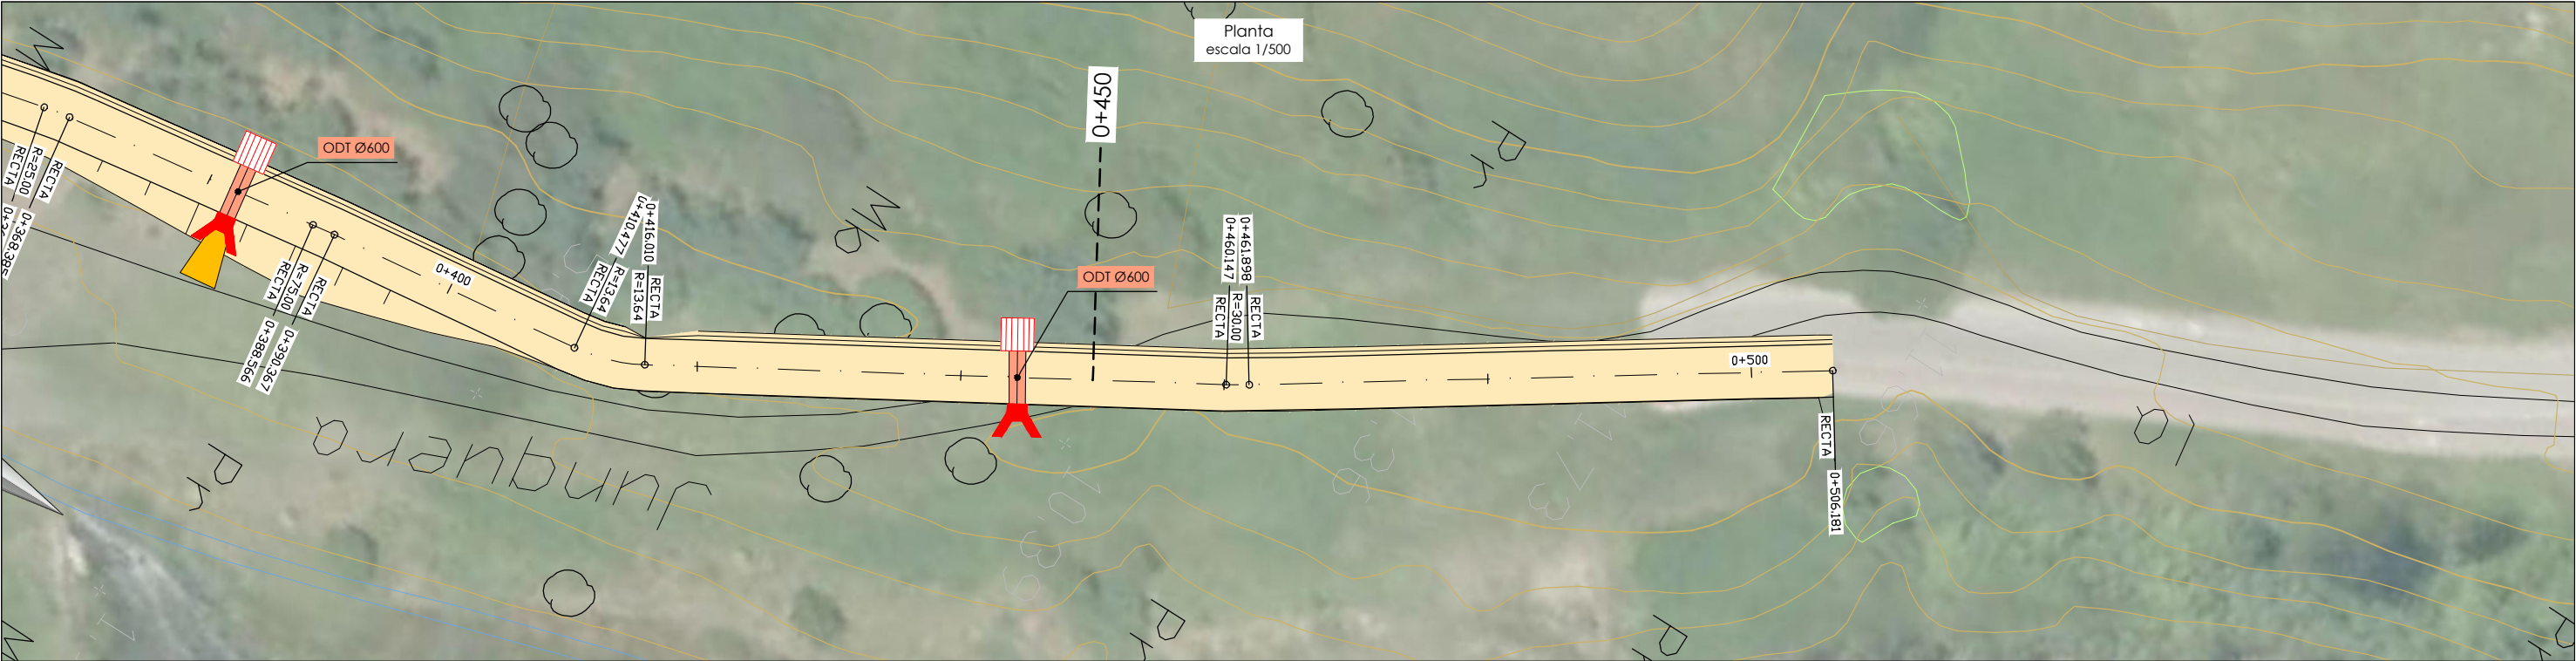 Planta
escala 1/500
0+450
ODT Ø600
RECTA
R=25.00
RECTA
0+368.385
0+400
RECTA
R=75.00
RECTA
0+388.566
0+390.367
0+410.477
0+416.010
RECTA
R=13.64
R=13.64
RECTA
ODT Ø600
0+460.147
0+461.898
RECTA
R=30.00
RECTA
0+500
RECTA
0+506.181
M
M
P
P
P
P